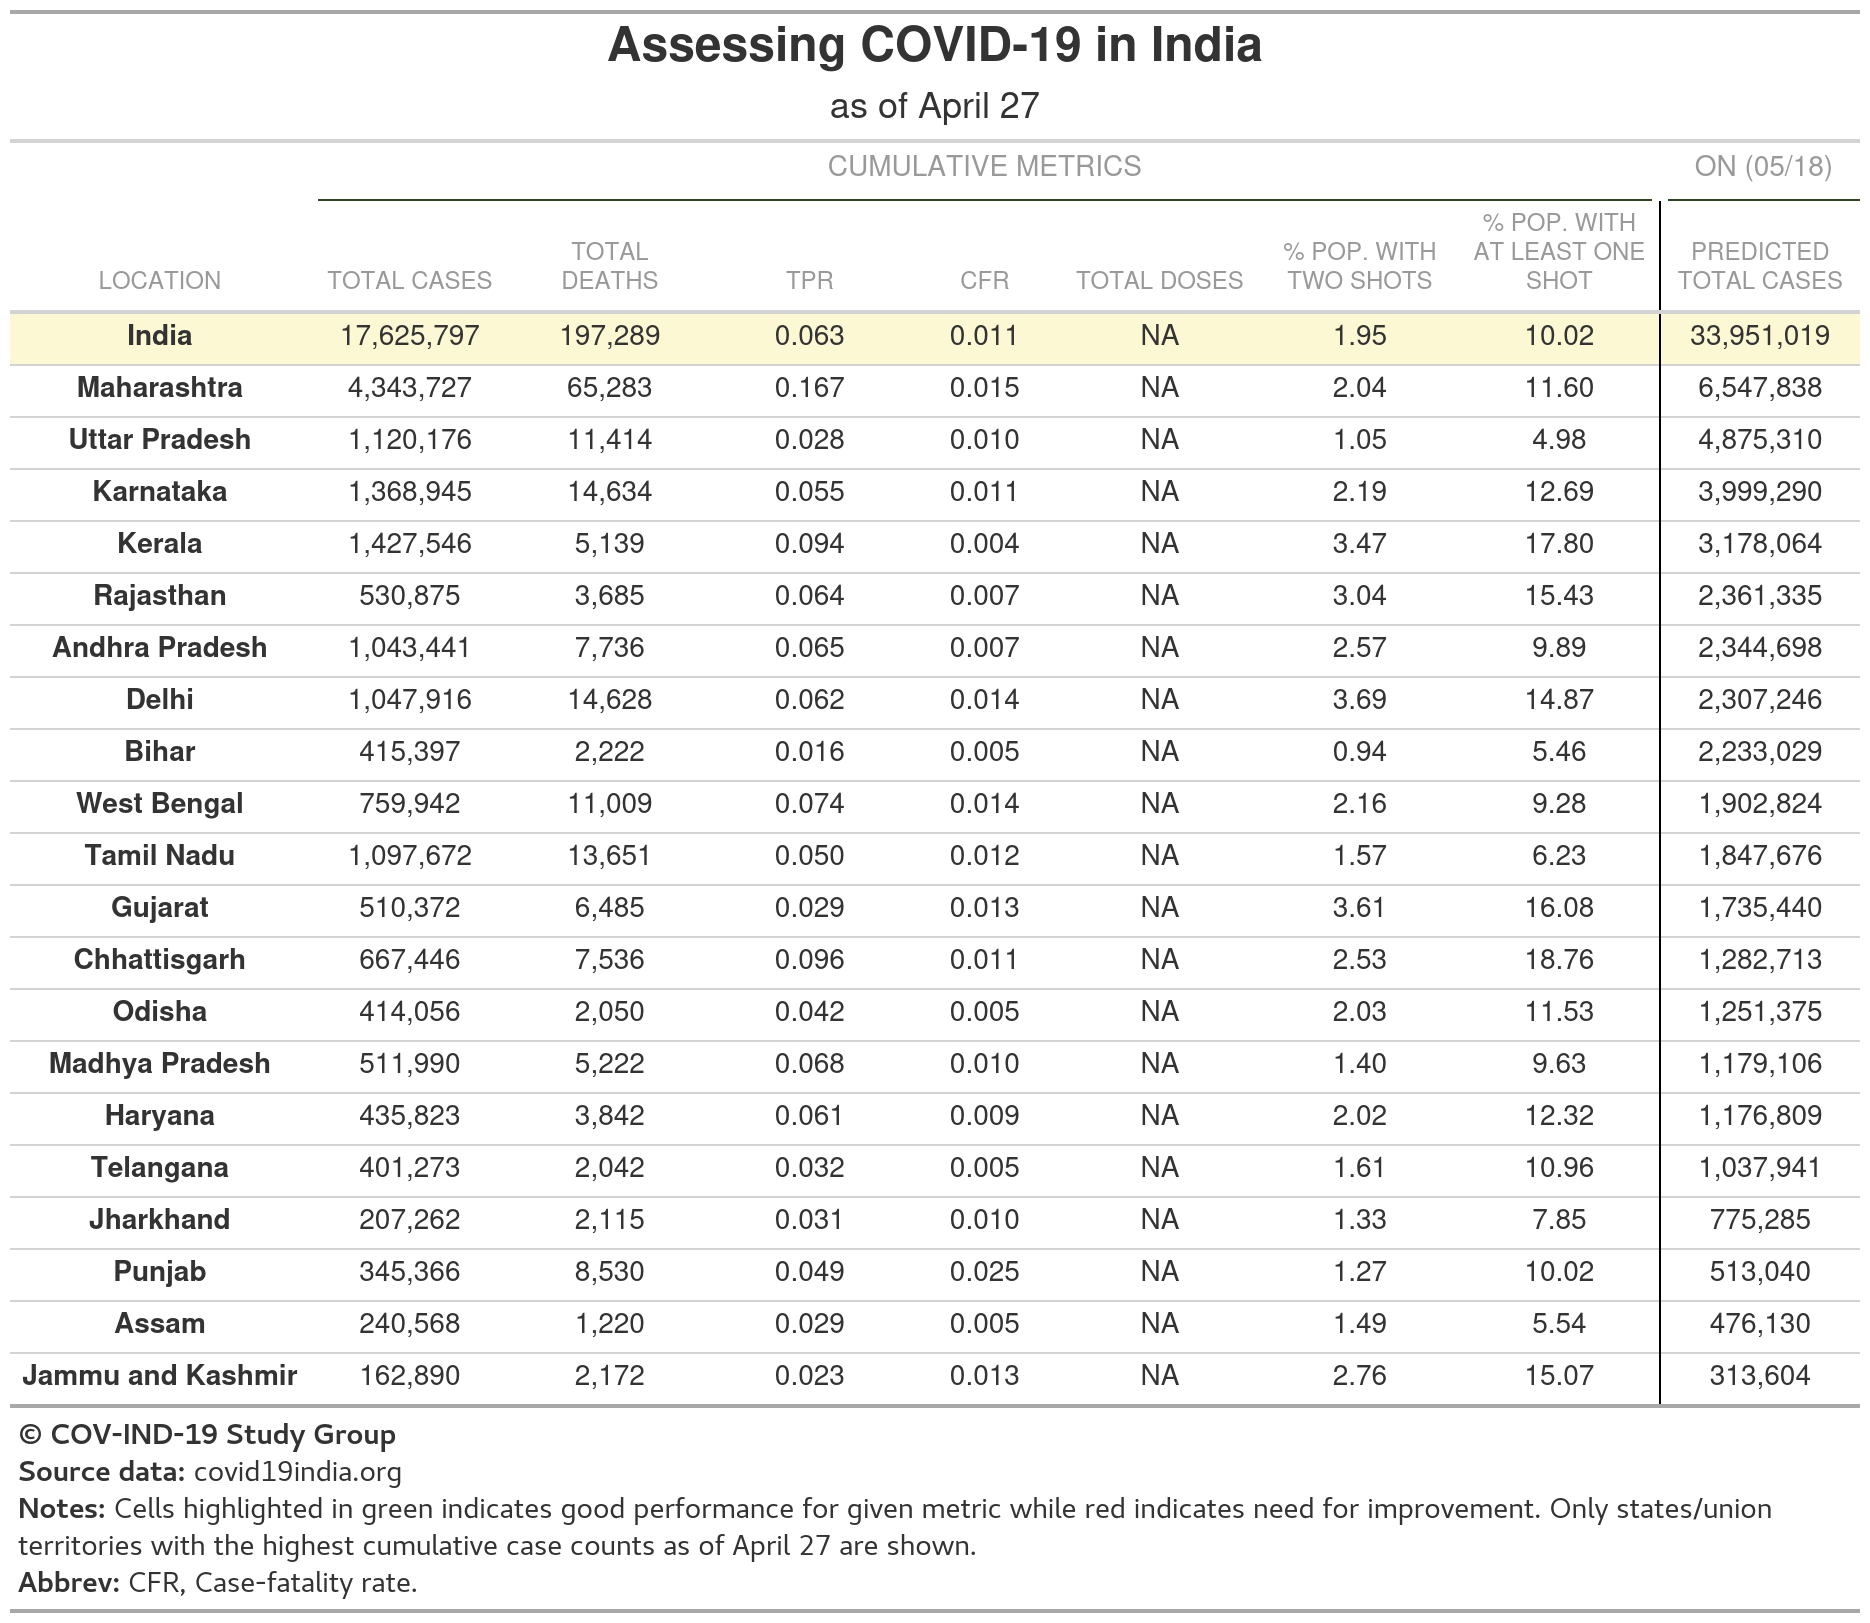 Assessing COVID-19 in India
as of April 27
CUMULATIVE METRICS ON (05/18)
LOCATION TOTAL CASES TOTAL DEATHS TPR CFR TOTAL DOSES % POP. WITH TWO SHOTS % POP. WITH AT LEAST ONE SHOT PREDICTED TOTAL CASES
India 17,625,797 197,289 0.063 0.011 NA 1.95 10.02 33,951,019
Maharashtra 4,343,727 65,283 0.167 0.015 NA 2.04 11.60 6,547,838
Uttar Pradesh 1,120,176 11,414 0.028 0.010 NA 1.05 4.98 4,875,310
Karnataka 1,368,945 14,634 0.055 0.011 NA 2.19 12.69 3,999,290
Kerala 1,427,546 5,139 0.094 0.004 NA 3.47 17.80 3,178,064
Rajasthan 530,875 3,685 0.064 0.007 NA 3.04 15.43 2,361,335
Andhra Pradesh 1,043,441 7,736 0.065 0.007 NA 2.57 9.89 2,344,698
Delhi 1,047,916 14,628 0.062 0.014 NA 3.69 14.87 2,307,246
Bihar 415,397 2,222 0.016 0.005 NA 0.94 5.46 2,233,029
West Bengal 759,942 11,009 0.074 0.014 NA 2.16 9.28 1,902,824
Tamil Nadu 1,097,672 13,651 0.050 0.012 NA 1.57 6.23 1,847,676
Gujarat 510,372 6,485 0.029 0.013 NA 3.61 16.08 1,735,440
Chhattisgarh 667,446 7,536 0.096 0.011 NA 2.53 18.76 1,282,713
Odisha 414,056 2,050 0.042 0.005 NA 2.03 11.53 1,251,375
Madhya Pradesh 511,990 5,222 0.068 0.010 NA 1.40 9.63 1,179,106
Haryana 435,823 3,842 0.061 0.009 NA 2.02 12.32 1,176,809
Telangana 401,273 2,042 0.032 0.005 NA 1.61 10.96 1,037,941
Jharkhand 207,262 2,115 0.031 0.010 NA 1.33 7.85 775,285
Punjab 345,366 8,530 0.049 0.025 NA 1.27 10.02 513,040
Assam 240,568 1,220 0.029 0.005 NA 1.49 5.54 476,130
Jammu and Kashmir 162,890 2,172 0.023 0.013 NA 2.76 15.07 313,604
© COV-IND-19 Study Group
Source data: covid19india.org
Notes: Cells highlighted in green indicates good performance for given metric while red indicates need for improvement. Only states/union
territories with the highest cumulative case counts as of April 27 are shown.
Abbrev: CFR, Case-fatality rate.